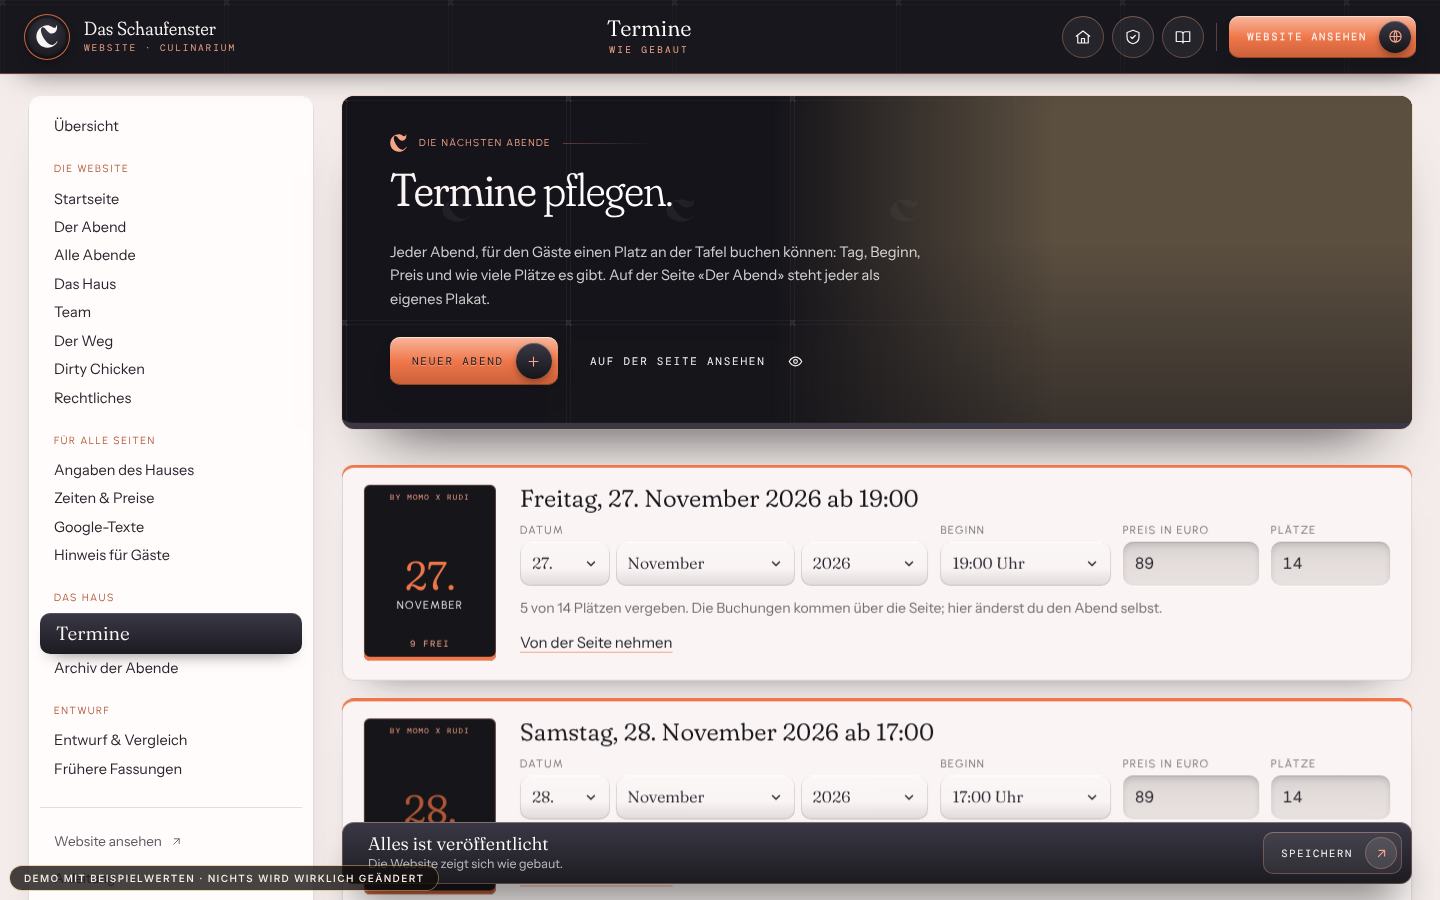 Das Schaufenster
WEBSITE · CULINARIUM
Termine
WIE GEBAUT
WEBSITE ANSEHEN
Übersicht
DIE WEBSITE
Startseite
Der Abend
Alle Abende
Das Haus
Team
Der Weg
Dirty Chicken
Rechtliches
FÜR ALLE SEITEN
Angaben des Hauses
Zeiten & Preise
Google-Texte
Hinweis für Gäste
DAS HAUS
Termine
Archiv der Abende
ENTWURF
Entwurf & Vergleich
Frühere Fassungen
Website ansehen
DEMO MIT BEISPIELWERTEN · NICHTS WIRD WIRKLICH GEÄNDERT
DIE NÄCHSTEN ABENDE
Termine pflegen.
Jeder Abend, für den Gäste einen Platz an der Tafel buchen können: Tag, Beginn,
Preis und wie viele Plätze es gibt. Auf der Seite «Der Abend» steht jeder als
eigenes Plakat.
NEUER ABEND
AUF DER SEITE ANSEHEN
BY MOMO X RUDI
27.
NOVEMBER
9 FREI
Freitag, 27. November 2026 ab 19:00
DATUM BEGINN PREIS IN EURO PLÄTZE
27. November 2026 19:00 Uhr 89 14
5 von 14 Plätzen vergeben. Die Buchungen kommen über die Seite; hier änderst du den Abend selbst.
Von der Seite nehmen
BY MOMO X RUDI
28.
Samstag, 28. November 2026 ab 17:00
DATUM BEGINN PREIS IN EURO PLÄTZE
28. November 2026 17:00 Uhr 89 14
Alles ist veröffentlicht
Die Website zeigt sich wie gebaut.
SPEICHERN